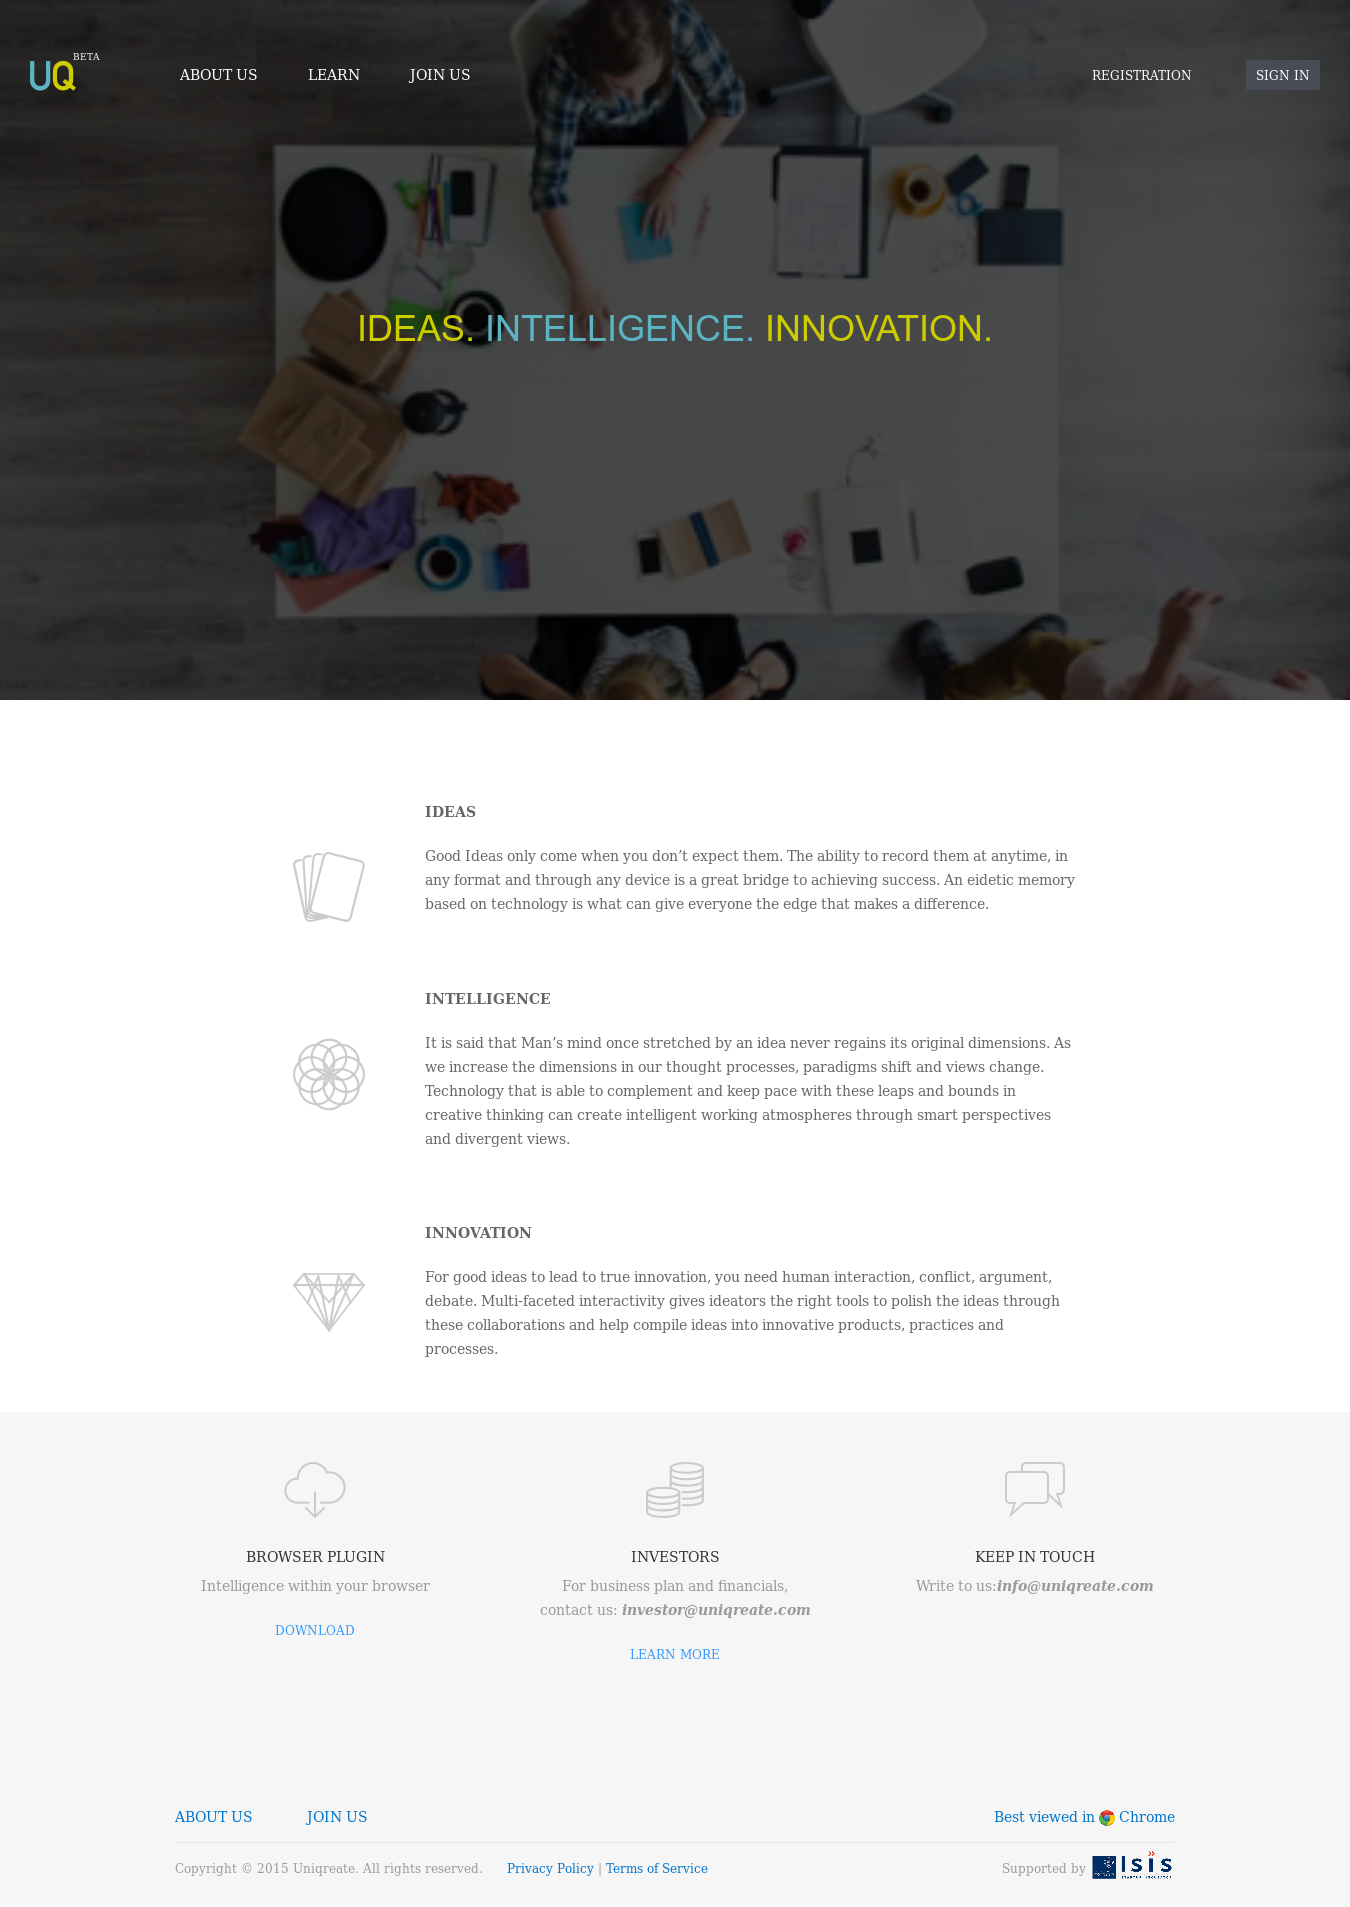 UQ BETA
ABOUT US LEARN JOIN US REGISTRATION SIGN IN
IDEAS. INTELLIGENCE. INNOVATION.
IDEAS
Good Ideas only come when you don’t expect them. The ability to record them at anytime, in
any format and through any device is a great bridge to achieving success. An eidetic memory
based on technology is what can give everyone the edge that makes a difference.
INTELLIGENCE
It is said that Man’s mind once stretched by an idea never regains its original dimensions. As
we increase the dimensions in our thought processes, paradigms shift and views change.
Technology that is able to complement and keep pace with these leaps and bounds in
creative thinking can create intelligent working atmospheres through smart perspectives
and divergent views.
INNOVATION
For good ideas to lead to true innovation, you need human interaction, conflict, argument,
debate. Multi-faceted interactivity gives ideators the right tools to polish the ideas through
these collaborations and help compile ideas into innovative products, practices and
processes.
BROWSER PLUGIN
Intelligence within your browser
DOWNLOAD
INVESTORS
For business plan and financials,
contact us: investor@uniqreate.com
LEARN MORE
KEEP IN TOUCH
Write to us:info@uniqreate.com
ABOUT US JOIN US Best viewed in Chrome
Copyright © 2015 Uniqreate. All rights reserved. Privacy Policy | Terms of Service Supported by Isis